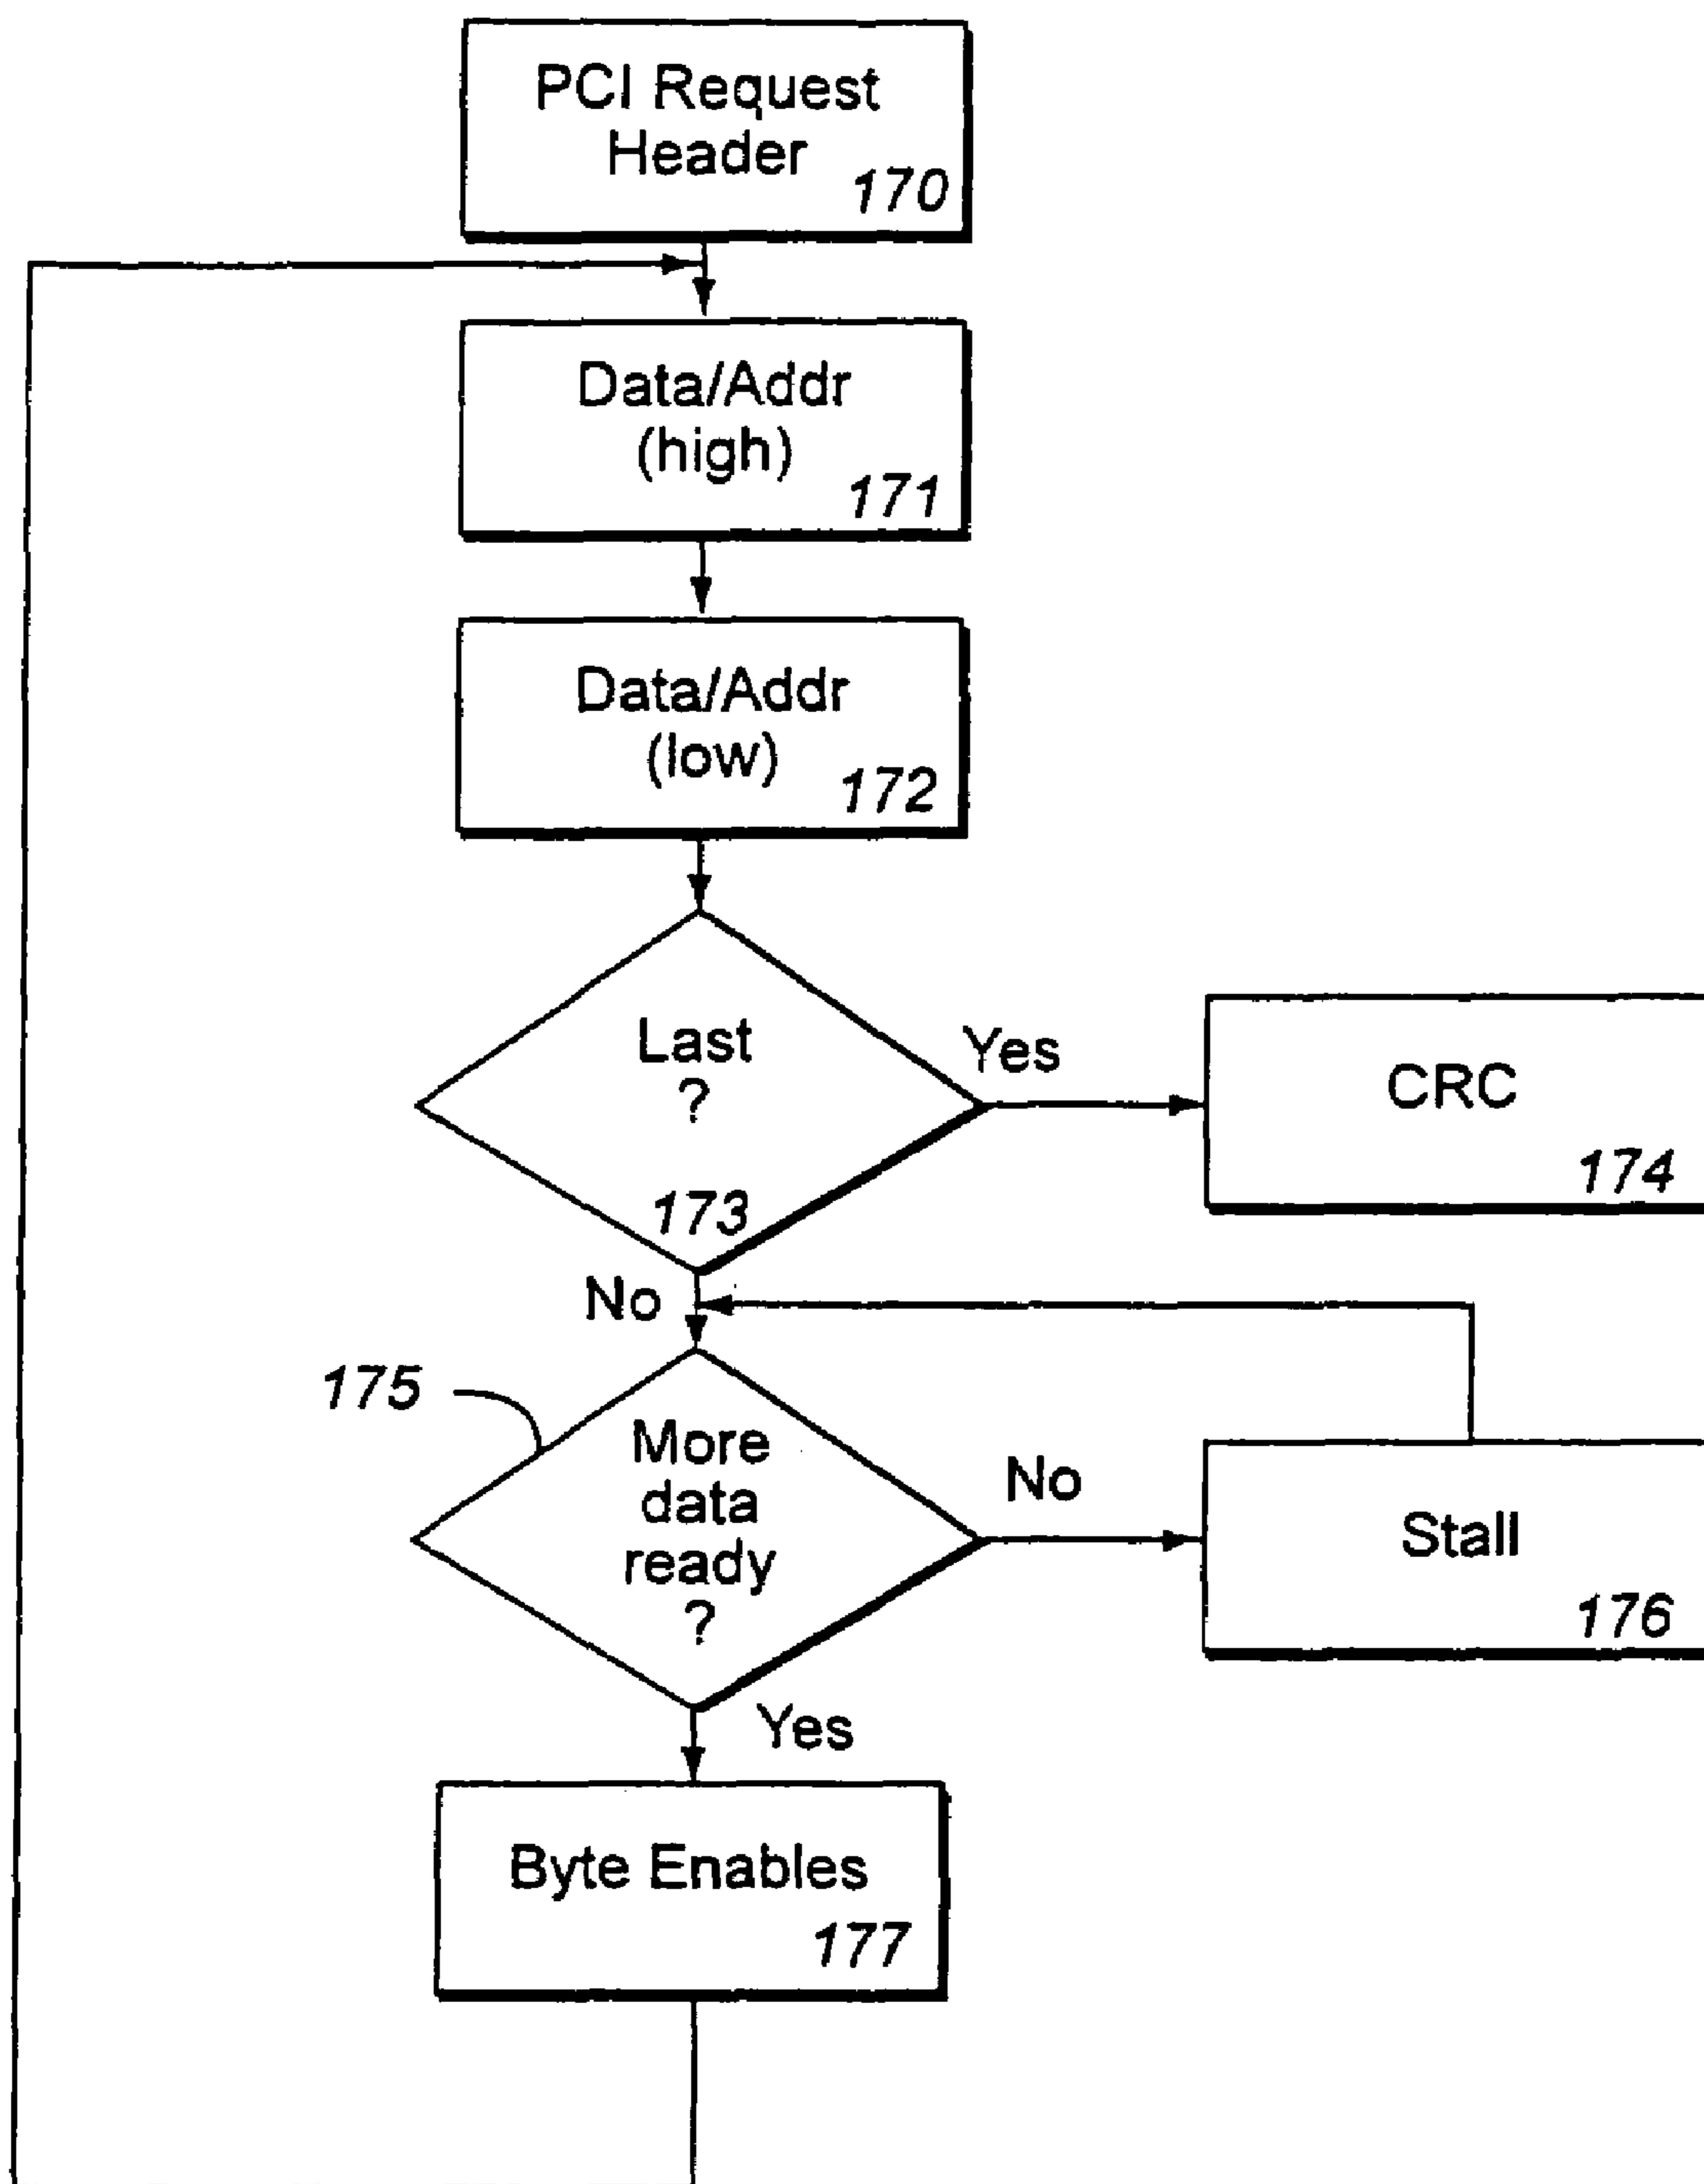 PCI Request
Header
170
Data/Addr
(high)
171
Data/Addr
(low)
172
Last
?
173
Yes
CRC
174
No
175
More
data
ready
?
No
Stall
176
Yes
Byte Enables
177